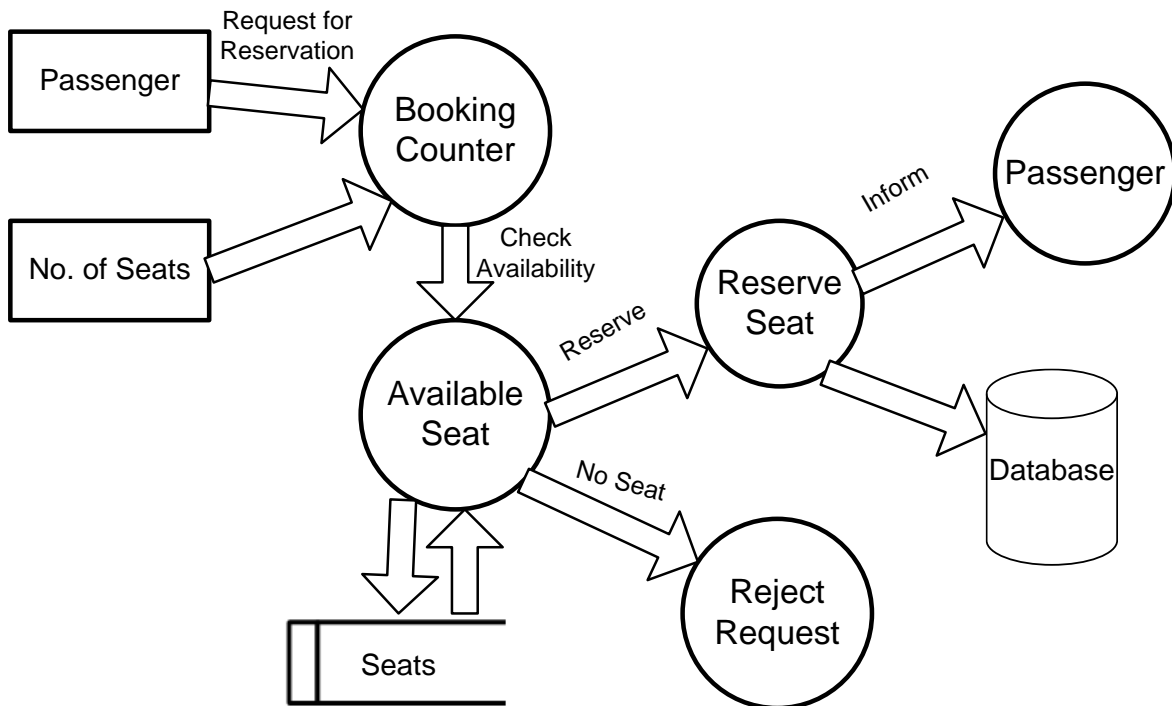 Request for
Reservation
Passenger
Booking
Counter
No. of Seats
Check
Availability
Inform
Passenger
Reserve
Seat
Reserve
Available
Seat
No Seat
Database
Reject
Request
Seats